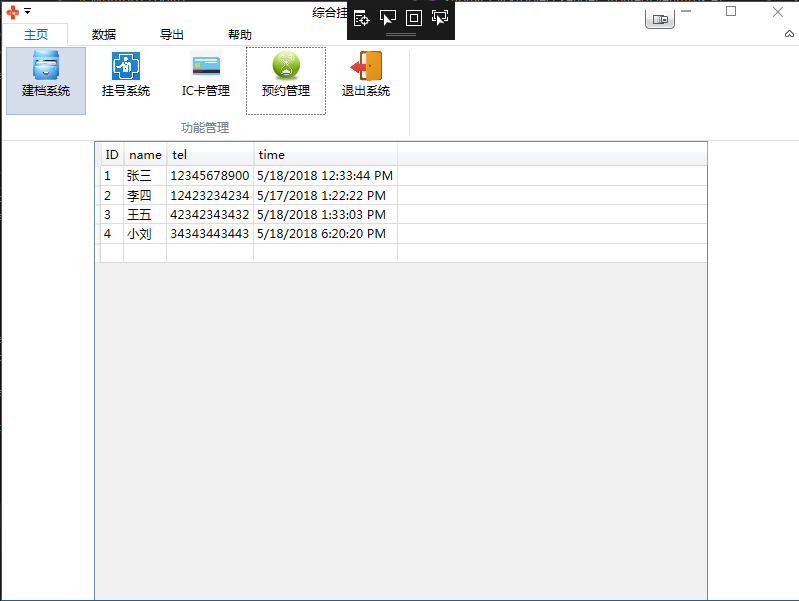 综合挂
主页 数据 导出 帮助
建档系统 挂号系统 IC卡管理 预约管理 退出系统
功能管理
ID name tel time
1 张三 12345678900 5/18/2018 12:33:44 PM
2 李四 12423234234 5/17/2018 1:22:22 PM
3 王五 42342343432 5/18/2018 1:33:03 PM
4 小刘 34343443443 5/18/2018 6:20:20 PM